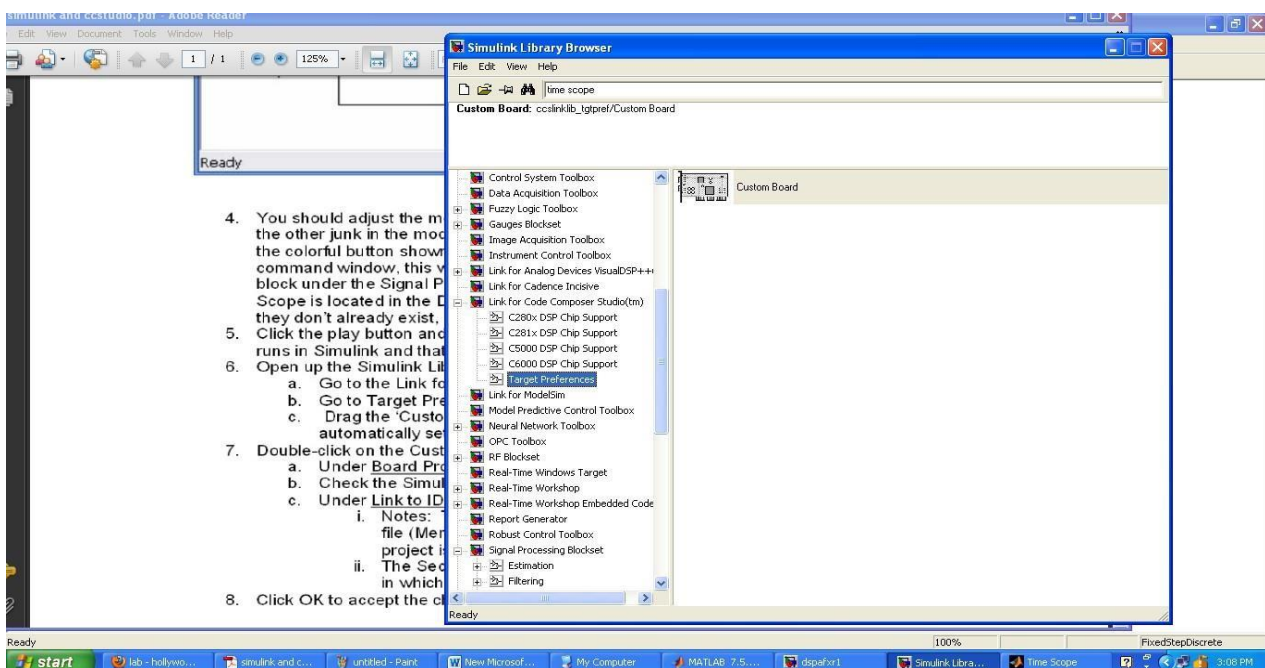 simulink and ccstudio.pdf - Adobe Reader
Edit View Document Tools Window Help
1 / 1 125%
Ready
4. You should adjust the m
the other junk in the mod
the colorful button shown
command window, this v
block under the Signal P
Scope is located in the D
they don't already exist,
5. Click the play button and
runs in Simulink and that
6. Open up the Simulink Lib
a. Go to the Link fo
b. Go to Target Pre
c. Drag the 'Custo
automatically se
7. Double-click on the Cust
a. Under Board Pro
b. Check the Simul
c. Under Link to ID
i. Notes: T
file (Mer
project is
ii. The Sec
in which
8. Click OK to accept the ch
Simulink Library Browser
File Edit View Help
time scope
Custom Board: ccslinklib_tgtpref/Custom Board
Control System Toolbox
Data Acquisition Toolbox
Fuzzy Logic Toolbox
Gauges Blockset
Image Acquisition Toolbox
Instrument Control Toolbox
Link for Analog Devices VisualDSP++(
Link for Cadence Incisive
Link for Code Composer Studio(tm)
C280x DSP Chip Support
C281x DSP Chip Support
C5000 DSP Chip Support
C6000 DSP Chip Support
Target Preferences
Link for ModelSim
Model Predictive Control Toolbox
Neural Network Toolbox
OPC Toolbox
RF Blockset
Real-Time Windows Target
Real-Time Workshop
Real-Time Workshop Embedded Code
Report Generator
Robust Control Toolbox
Signal Processing Blockset
Estimation
Filtering
Custom Board
Ready
Ready 100% FixedStepDiscrete
start lab - hollywo... simulink and c... untitled - Paint New Microsof... My Computer MATLAB 7.5.... dspafxr1 Simulink Libra... Time Scope 3:08 PM